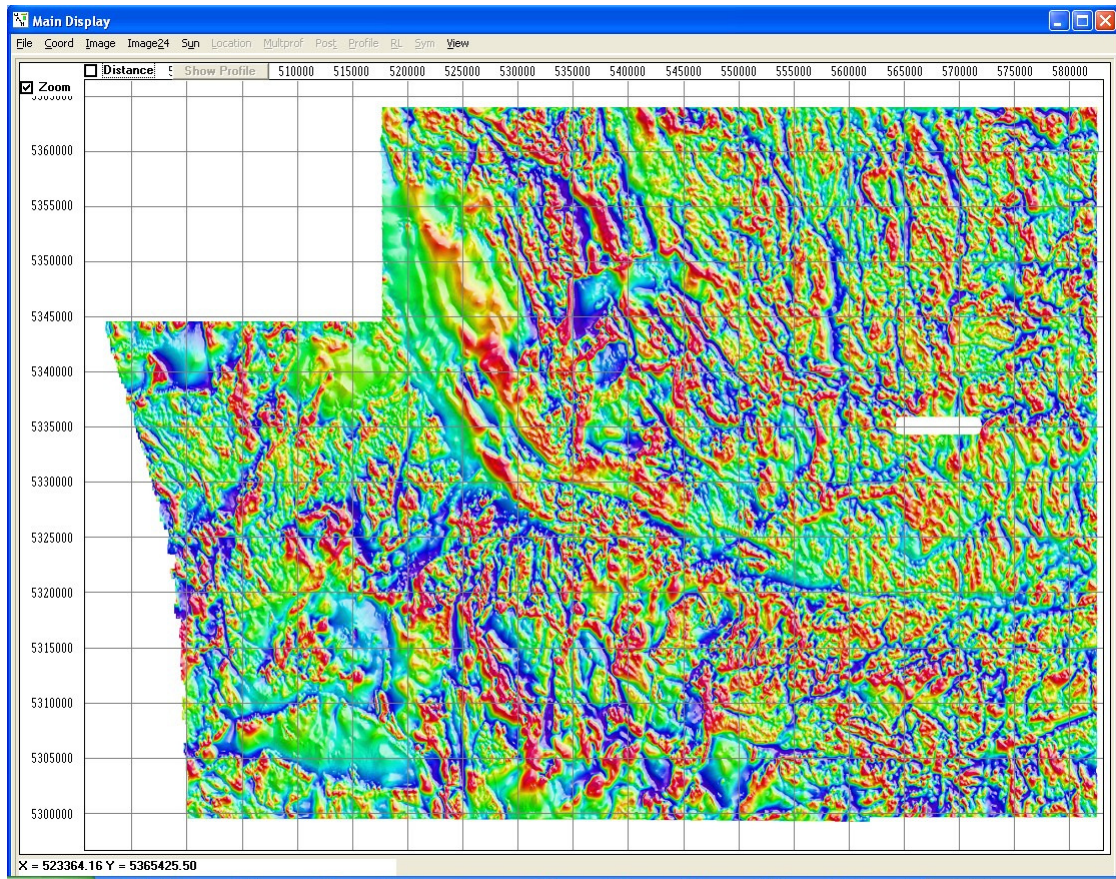 Main Display
File Coord Image Image24 Sun Location Multprof Post Profile RL Sym View
Distance Show Profile 510000 515000 520000 525000 530000 535000 540000 545000 550000 555000 560000 565000 570000 575000 580000
Zoom
5360000
5355000
5350000
5345000
5340000
5335000
5330000
5325000
5320000
5315000
5310000
5305000
5300000
X = 523364.16 Y = 5365425.50